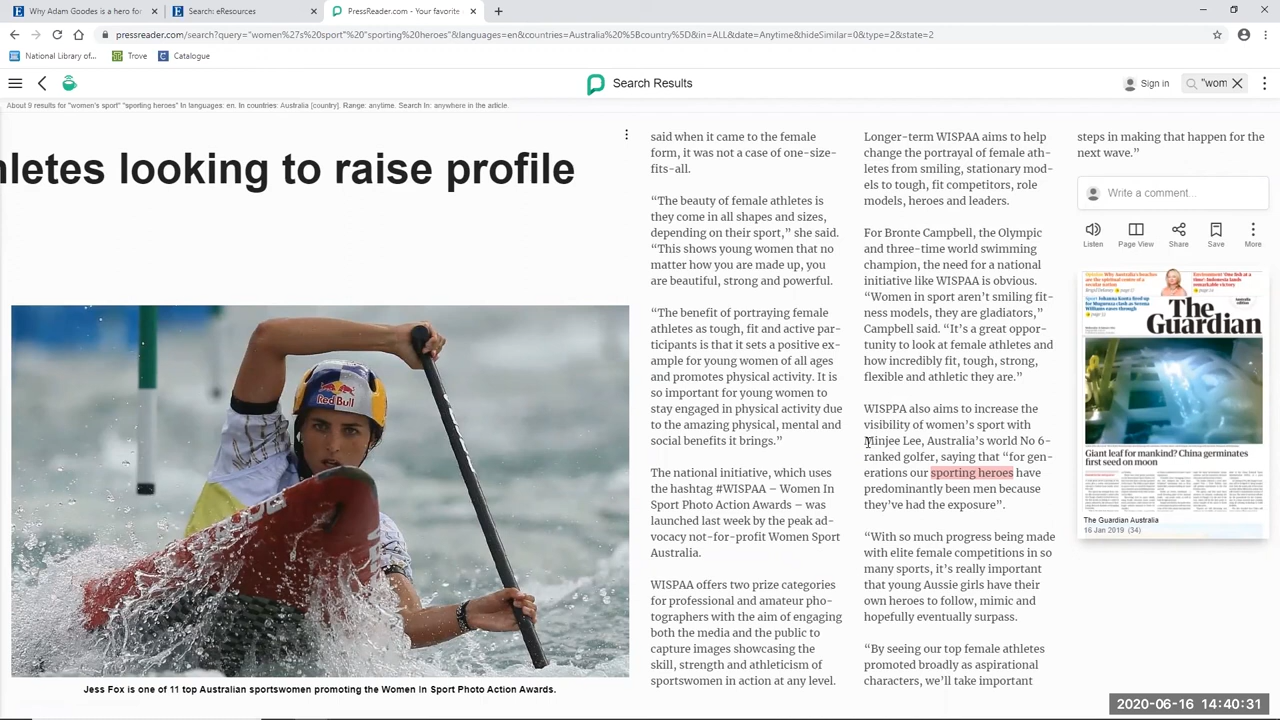 Why Adam Goodes is a hero for
Search: eResources
PressReader.com - Your favorite
pressreader.com/search?query="women%27s%20sport"%20"sporting%20heroes"&languages=en&countries=Australia%20%5Bcountry%5D&in=ALL&date=Anytime&hideSimilar=0&type=2&state=2
National Library of...
Trove
Catalogue
Search Results
Sign in
"wom
About 9 results for "women's sport" "sporting heroes" In languages: en. In countries: Australia [country]. Range: anytime. Search In: anywhere in the article.
hletes looking to raise profile
Red Bull
Jess Fox is one of 11 top Australian sportswomen promoting the Women In Sport Photo Action Awards.
said when it came to the female
form, it was not a case of one-size-
fits-all.
“The beauty of female athletes is
they come in all shapes and sizes,
depending on their sport,” she said.
“This shows young women that no
matter how you are made up, you
are beautiful, strong and powerful.
“The benefit of portraying female
athletes as tough, fit and active par-
ticipants is that it sets a positive ex-
ample for young women of all ages
and promotes physical activity. It is
so important for young women to
stay engaged in physical activity due
to the amazing physical, mental and
social benefits it brings.”
The national initiative, which uses
the hashtag #WISPAA – Women In
Sport Photo Action Awards – was
launched last week by the peak na-
tional not-for-profit Women Sport
Australia.
WISPAA offers two prize categories
for professional and amateur pho-
tographers with the aim of engaging
both the media and the public to
capture images showcasing the
skill, strength and athleticism of
sportswomen in action at any level.
Longer-term WISPAA aims to help
change the portrayal of female ath-
letes from smiling, stationary mod-
els to tough, fit competitors, role
models, heroes and leaders.
For Bronte Campbell, the Olympic
and three-time world swimming
champion, the need for a national
initiative like WISPAA is obvious.
“Women in sport aren’t smiling fit-
ness models, they are gladiators,”
Campbell said. “It’s a great oppor-
tunity to look at female athletes and
how incredibly fit, tough, strong,
flexible and athletic they are.”
WISPPA also aims to increase the
visibility of women’s sport with
Minjee Lee, Australia’s world No 6-
ranked golfer, saying that “for gen-
erations our sporting heroes have
predominantly been men because
they’ve had the exposure”.
“With so much progress being made
with elite female competitions in so
many sports, it’s really important
that young Aussie girls have their
own heroes to follow, mimic and
hopefully eventually surpass.
“By seeing our top female athletes
promoted broadly as aspirational
characters, we’ll take important
steps in making that happen for the
next wave.”
Write a comment...
Listen
Page View
Share
Save
More
The
Guardian
Giant leaf for mankind? China germinates
first seed on moon
The Guardian Australia
16 Jan 2019 (34)
2020-06-16 14:40:31